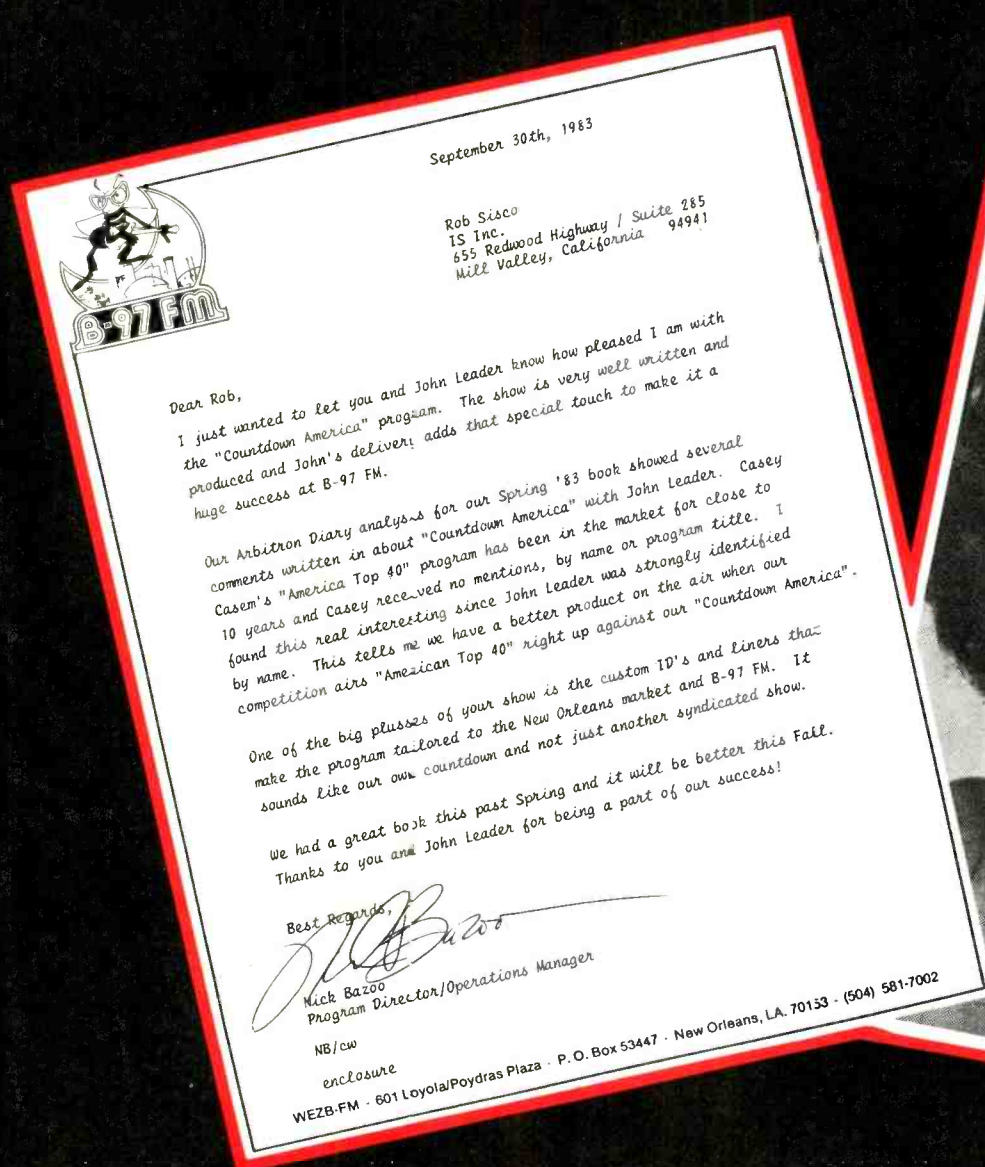 September 30th, 1983
Rob Sisco
IS Inc.
655 Redwood Highway / Suite 285
Mill Valley, California 94941
B-97 FM
Dear Rob,
I just wanted to let you and John Leader know how pleased I am with
the "Countdown America" program. The show is very well written and
produced and John's delivery adds that special touch to make it a
huge success at B-97 FM.
Our Arbitron Diary analysis for our Spring '83 book showed several
comments written in about "Countdown America" with John Leader. Casey
Casem's "America Top 40" program has been in the market for close to
10 years and Casey received no mentions, by name or program title. I
found this real interesting since John Leader was strongly identified
by name. This tells me we have a better product on the air when our
competition airs "American Top 40" right up against our "Countdown America".
One of the big plusses of your show is the custom ID's and liners that
make the program tailored to the New Orleans market and B-97 FM. It
sounds like our own countdown and not just another syndicated show.
We had a great book this past Spring and it will be better this Fall.
Thanks to you and John Leader for being a part of our success!
Best Regards,
Nick Bazoo
Nick Bazoo
Program Director/Operations Manager
NB/cw
enclosure
WEZB-FM · 601 Loyola/Poydras Plaza · P. O. Box 53447 · New Orleans, LA. 70153 · (504) 581-7002